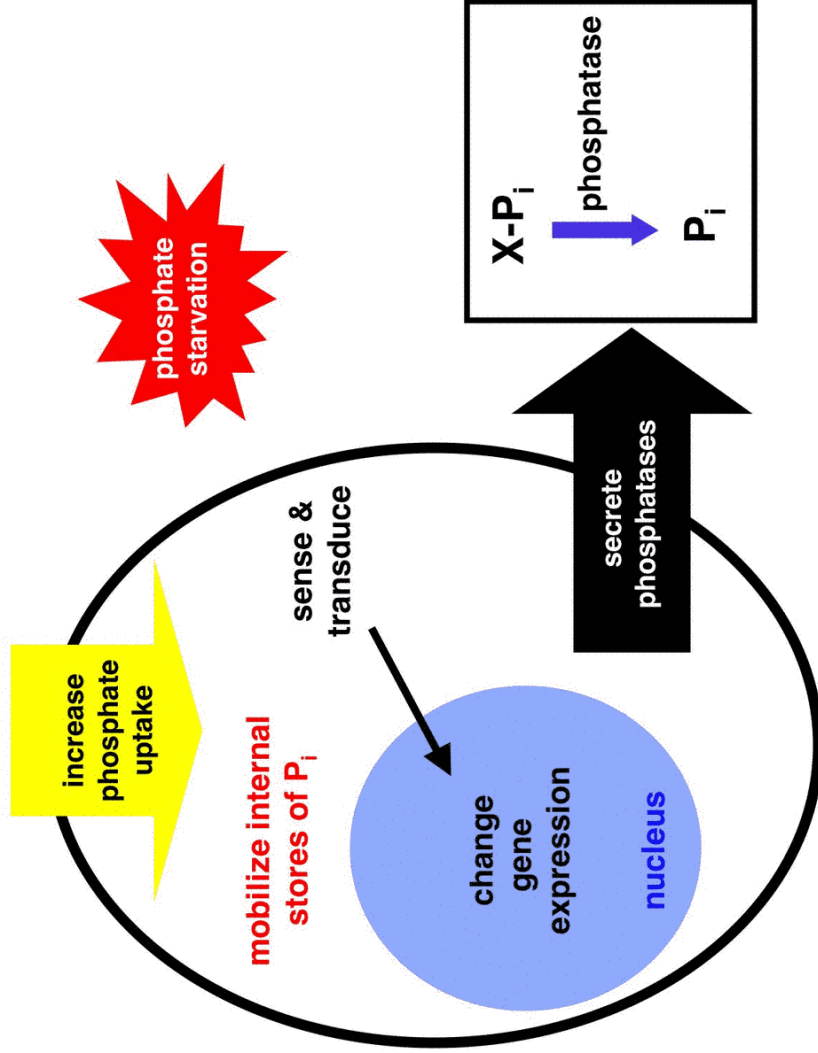 increase
phosphate
uptake
phosphate
starvation
mobilize internal
stores of Pi
sense &
transduce
change
gene
expression
nucleus
secrete
phosphatases
X-Pi
phosphatase
Pi